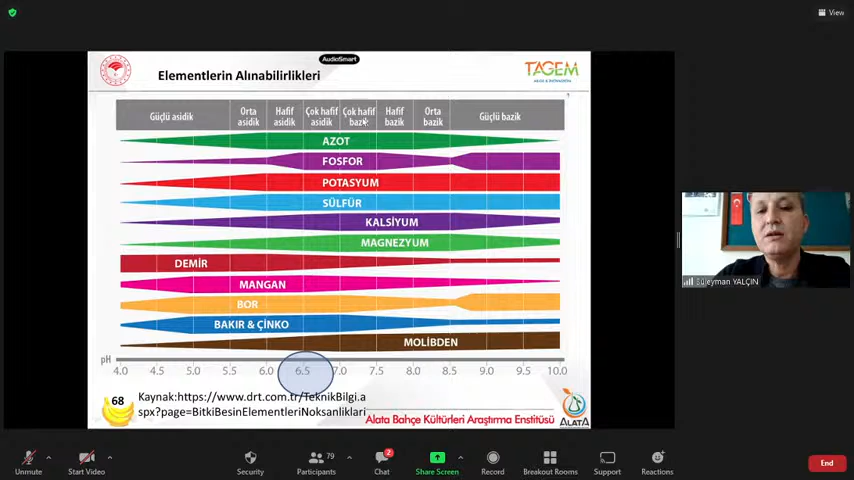 View
AudioSmart
Elementlerin Alınabilirlikleri
TAGEM
Güçlü asidik
Orta asidik
Hafif asidik
Çok hafif asidik
Çok hafif bazik
Hafif bazik
Orta bazik
Güçlü bazik
AZOT
FOSFOR
POTASYUM
SÜLFÜR
KALSİYUM
MAGNEZYUM
DEMİR
MANGAN
BOR
BAKIR & ÇİNKO
MOLİBDEN
pH
4.0 4.5 5.0 5.5 6.0 6.5 7.0 7.5 8.0 8.5 9.0 9.5 10.0
68
Kaynak:https://www.drt.com.tr/TeknikBilgi.a
spx?page=BitkiBesinElementleriNoksanliklari
Alata Bahçe Kültürleri Araştırma Enstitüsü
ALATA
Süleyman YALÇIN
Unmute
Start Video
Security
Participants
79
Chat
2
Share Screen
Record
Breakout Rooms
Support
Reactions
End